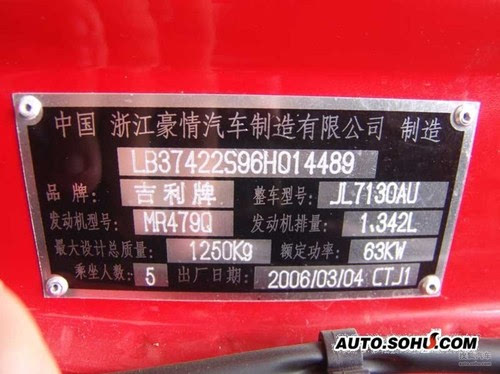 中国 浙江豪情汽车制造有限公司 制造
LB37422S96H014489
品牌: 吉利牌 整车型号: JL7130AU
发动机型号: MR479Q 发动机排量: 1.342L
最大设计总质量: 1250Kg 额定功率: 63KW
乘坐人数: 5 出厂日期: 2006/03/04 CTJ1
AUTO.SOHU.COM